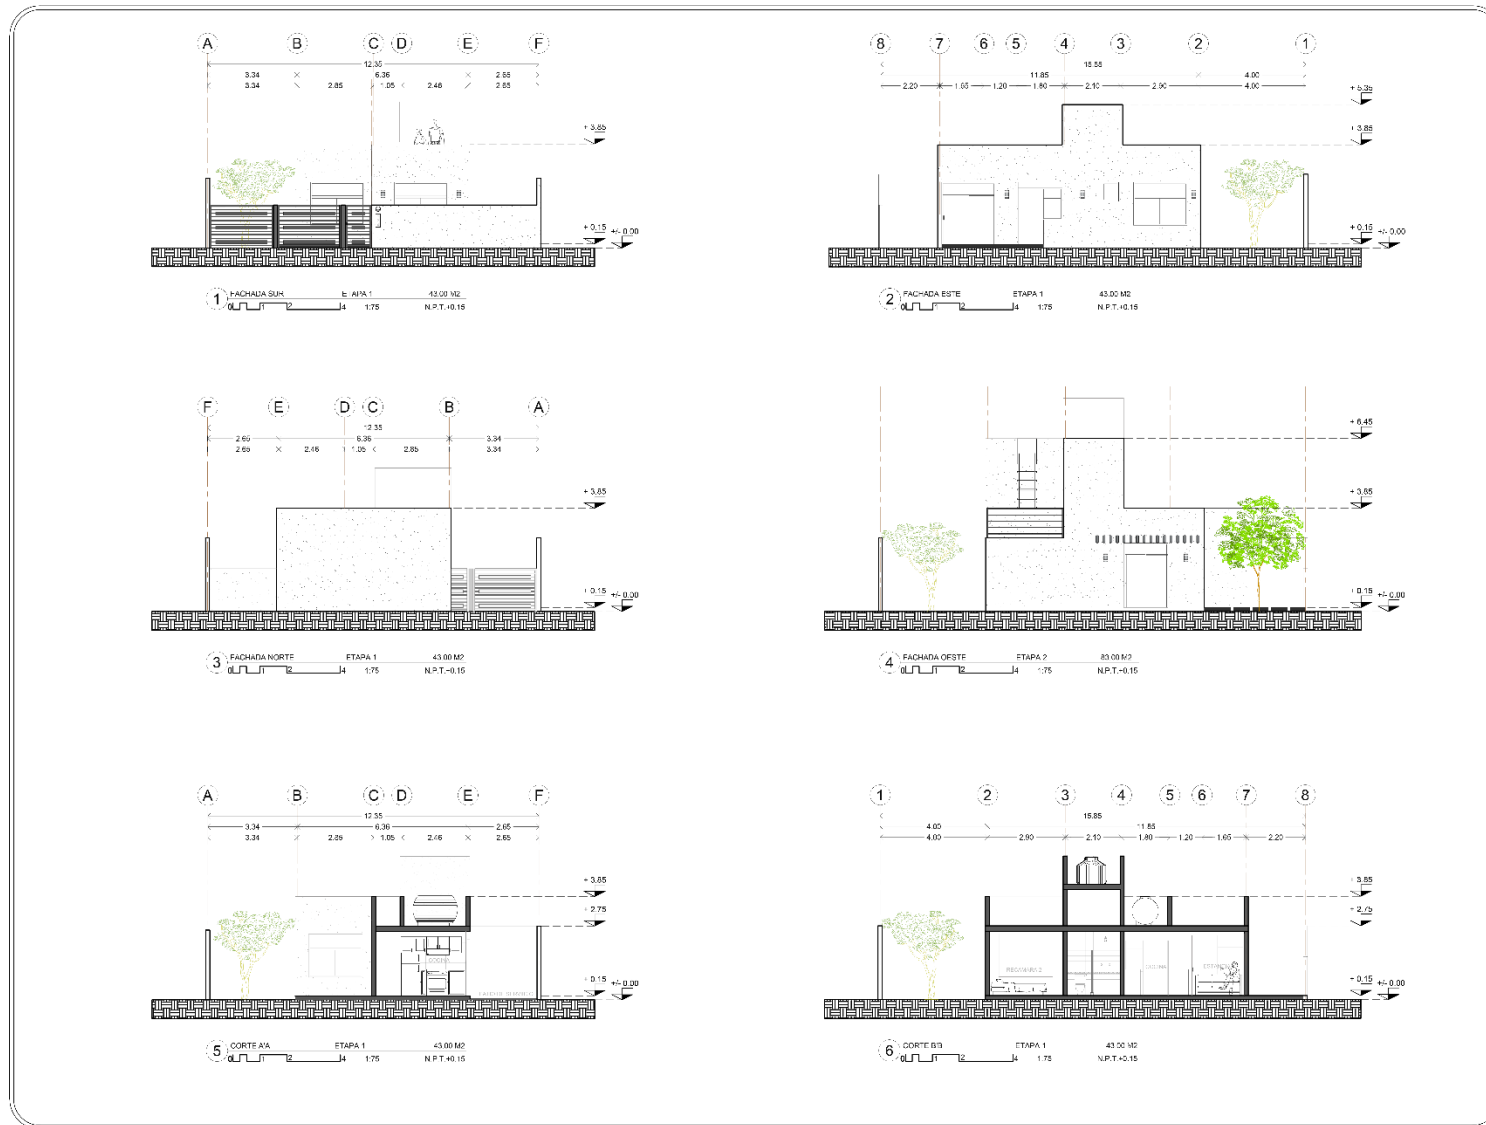 A B C D E F
12.35
3.34 6.36 2.65
3.34 2.85 1.05 2.46 2.65
+ 3.85
+ 0.15 +/- 0.00
1 FACHADA SUR ETAPA 1 43.00 M2
0 1 2 4 1:75 N.P.T.+0.15
8 7 6 5 4 3 2 1
11.85 4.00
2.20 1.65 1.20 1.80 2.10 2.90 4.00
+ 5.35
+ 3.85
+ 0.15 +/- 0.00
2 FACHADA ESTE ETAPA 1 43.00 M2
0 1 2 4 1:75 N.P.T.+0.15
F E D C B A
12.35
2.65 6.36 3.34
2.65 2.46 1.05 2.85 3.34
+ 3.85
+ 0.15 +/- 0.00
3 FACHADA NORTE ETAPA 1 43.00 M2
0 1 2 4 1:75 N.P.T.+0.15
+ 6.45
+ 3.85
+ 0.15 +/- 0.00
4 FACHADA OESTE ETAPA 2 83.00 M2
0 1 2 4 1:75 N.P.T.+0.15
A B C D E F
12.35
3.34 6.36 2.65
3.34 2.85 1.05 2.46 2.65
+ 3.85
+ 2.75
COCINA
+ 0.15 +/- 0.00
5 CORTE A'A ETAPA 1 43.00 M2
0 1 2 4 1:75 N.P.T.+0.15
1 2 3 4 5 6 7 8
15.85
4.00 11.85
4.00 2.90 2.10 1.80 1.20 1.65 2.20
+ 3.85
+ 2.75
RECAMARA 2 COCINA ESTANCIA
+ 0.15 +/- 0.00
6 CORTE B'B ETAPA 1 43.00 M2
0 1 2 4 1:75 N.P.T.+0.15